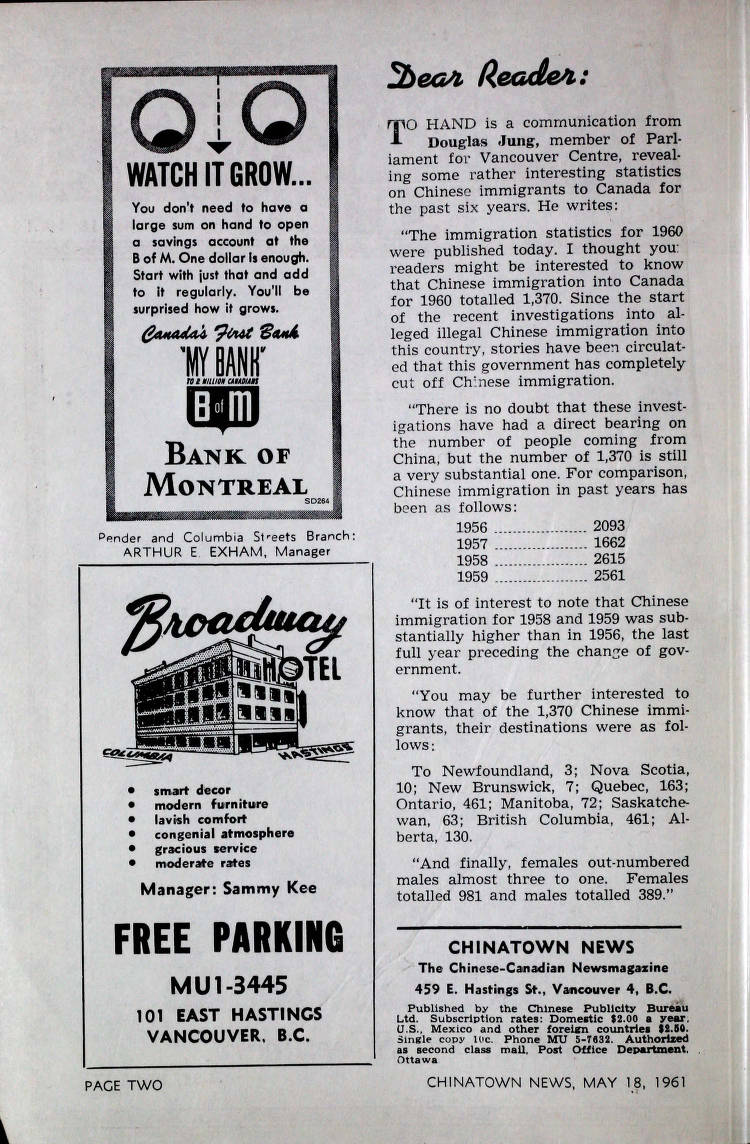 WATCH IT GROW...
You don't need to have a
large sum on hand to open
a savings account at the
B of M. One dollar is enough.
Start with just that and add
to it regularly. You'll be
surprised how it grows.
Canada's First Bank
"MY BANK"
TO 2 MILLION CANADIANS
B of M
BANK OF
MONTREAL
SD264
Pender and Columbia Streets Branch:
ARTHUR E. EXHAM, Manager
Broadway
HOTEL
COLUMBIA
HASTINGS
• smart decor
• modern furniture
• lavish comfort
• congenial atmosphere
• gracious service
• moderate rates
Manager: Sammy Kee
FREE PARKING
MU1-3445
101 EAST HASTINGS
VANCOUVER, B.C.
Dear Reader:
TO HAND is a communication from
Douglas Jung, member of Parl-
iament for Vancouver Centre, reveal-
ing some rather interesting statistics
on Chinese immigrants to Canada for
the past six years. He writes:
"The immigration statistics for 1960
were published today. I thought you:
readers might be interested to know
that Chinese immigration into Canada
for 1960 totalled 1,370. Since the start
of the recent investigations into al-
leged illegal Chinese immigration into
this country, stories have been circulat-
ed that this government has completely
cut off Chinese immigration.
"There is no doubt that these invest-
igations have had a direct bearing on
the number of people coming from
China, but the number of 1,370 is still
a very substantial one. For comparison,
Chinese immigration in past years has
been as follows:
1956 ..................... 2093
1957 ..................... 1662
1958 ..................... 2615
1959 ..................... 2561
"It is of interest to note that Chinese
immigration for 1958 and 1959 was sub-
stantially higher than in 1956, the last
full year preceding the change of gov-
ernment.
"You may be further interested to
know that of the 1,370 Chinese immi-
grants, their destinations were as fol-
lows:
To Newfoundland, 3; Nova Scotia,
10; New Brunswick, 7; Quebec, 163;
Ontario, 461; Manitoba, 72; Saskatche-
wan, 63; British Columbia, 461; Al-
berta, 130.
"And finally, females out-numbered
males almost three to one. Females
totalled 981 and males totalled 389."
CHINATOWN NEWS
The Chinese-Canadian Newsmagazine
459 E. Hastings St., Vancouver 4, B.C.
Published by the Chinese Publicity Bureau
Ltd. Subscription rates: Domestic $2.00 a year,
U.S., Mexico and other foreign countries $2.50.
Single copy 10c. Phone MU 5-7632. Authorized
as second class mail, Post Office Department,
Ottawa
PAGE TWO
CHINATOWN NEWS, MAY 18, 1961